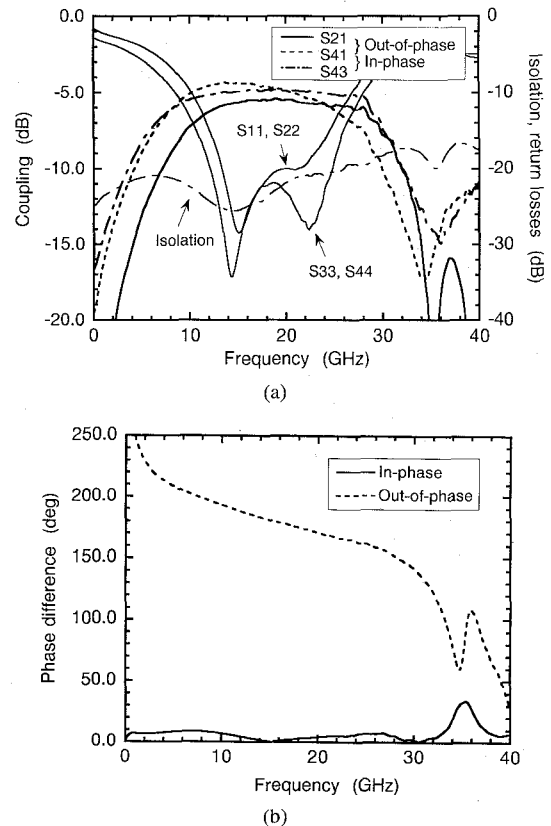 0.0
-5.0
-10.0
-15.0
-20.0
Coupling (dB)
0
-10
-20
-30
-40
Isolation, return losses (dB)
S21
S41
S43
} Out-of-phase
} In-phase
S11, S22
Isolation
S33, S44
0 10 20 30 40
Frequency (GHz)
(a)
250.0
200.0
150.0
100.0
50.0
0.0
Phase difference (deg)
In-phase
Out-of-phase
0 10 20 30 40
Frequency (GHz)
(b)